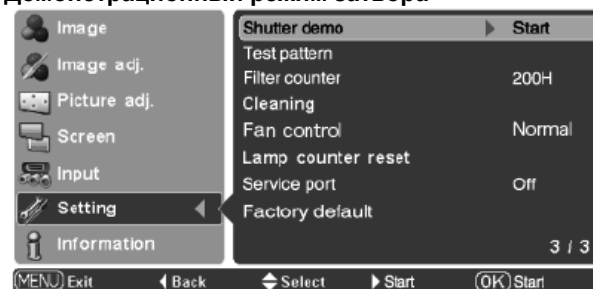 Демонстрационный режим затвора
Image
Image adj.
Picture adj.
Screen
Input
Setting
Information
Shutter demo Start
Test pattern
Filter counter 200H
Cleaning
Fan control Normal
Lamp counter reset
Service port Off
Factory default
3 / 3
MENU Exit Back Select Start OK Start